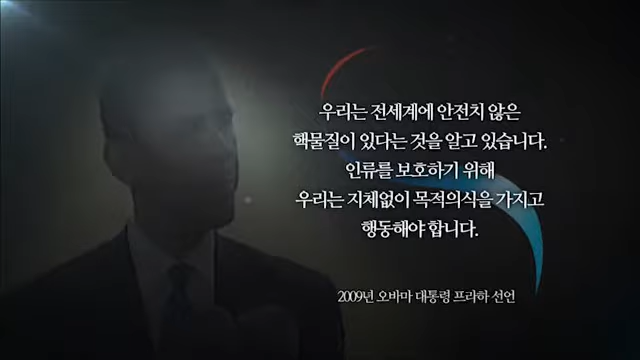 우리는 전세계에 안전치 않은
핵물질이 있다는 것을 알고 있습니다.
인류를 보호하기 위해
우리는 지체없이 목적의식을 가지고
행동해야 합니다.
2009년 오바마 대통령 프라하 선언